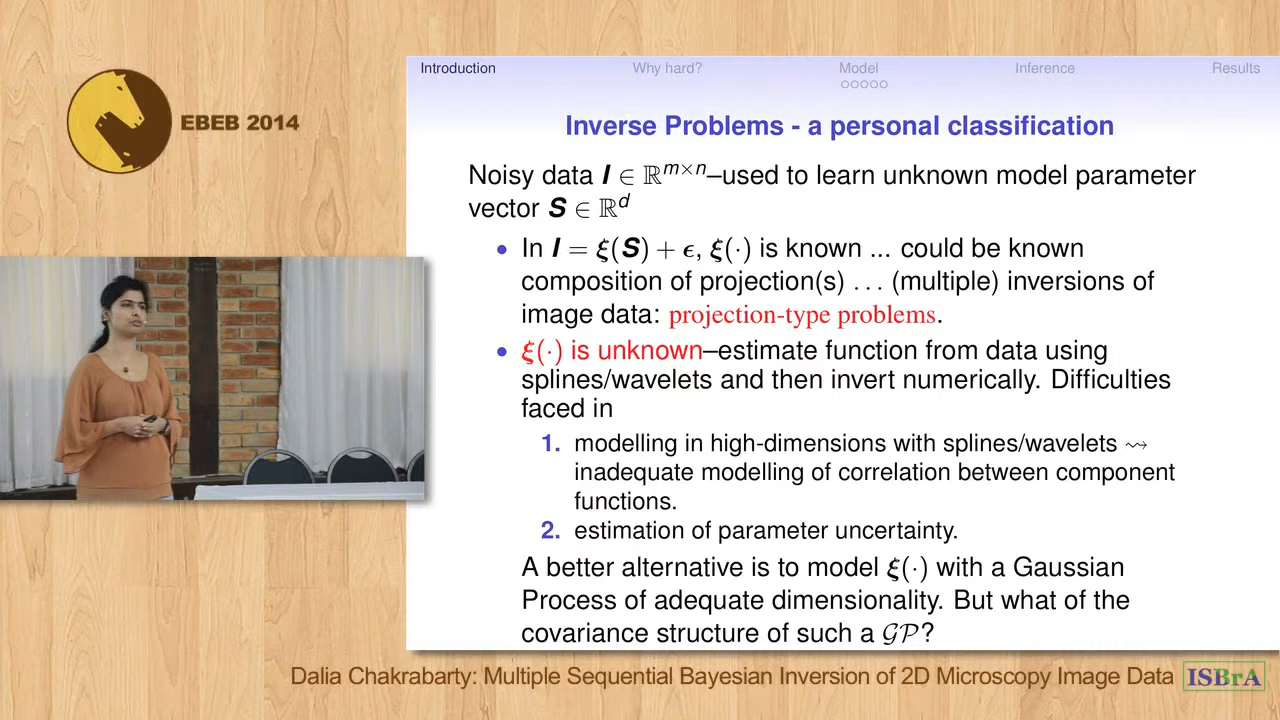 EBEB 2014
Introduction Why hard? Model Inference Results
Inverse Problems - a personal classification
Noisy data I ∈ ℝ^{m×n}–used to learn unknown model parameter
vector S ∈ ℝ^d
• In I = ξ(S) + ϵ, ξ(·) is known ... could be known
composition of projection(s) . . . (multiple) inversions of
image data: projection-type problems.
• ξ(·) is unknown–estimate function from data using
splines/wavelets and then invert numerically. Difficulties
faced in
1. modelling in high-dimensions with splines/wavelets ⇝
inadequate modelling of correlation between component
functions.
2. estimation of parameter uncertainty.
A better alternative is to model ξ(·) with a Gaussian
Process of adequate dimensionality. But what of the
covariance structure of such a 𝒢𝒫?
Dalia Chakrabarty: Multiple Sequential Bayesian Inversion of 2D Microscopy Image Data
ISBrA